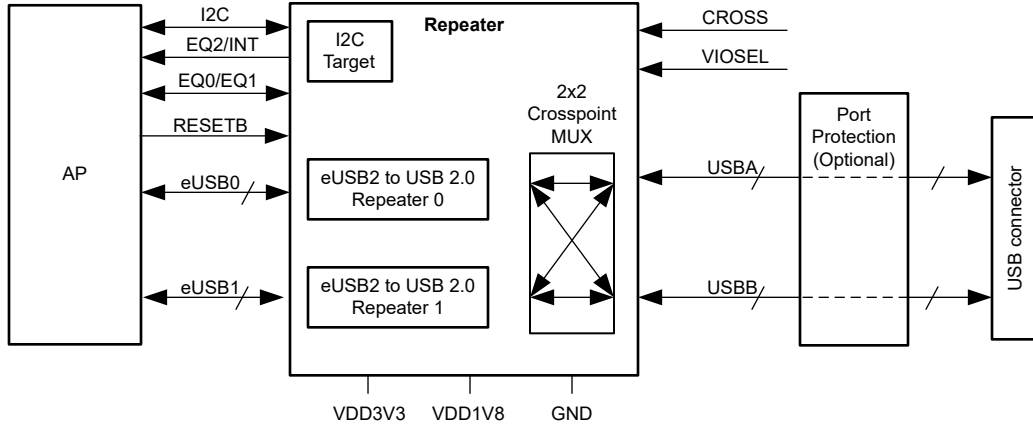 I2C
EQ2/INT
EQ0/EQ1
RESETB
AP
eUSB0
eUSB1
Repeater
I2C
Target
2x2
Crosspoint
MUX
eUSB2 to USB 2.0
Repeater 0
eUSB2 to USB 2.0
Repeater 1
CROSS
VIOSEL
USBA
USBB
Port
Protection
(Optional)
USB connector
VDD3V3
VDD1V8
GND